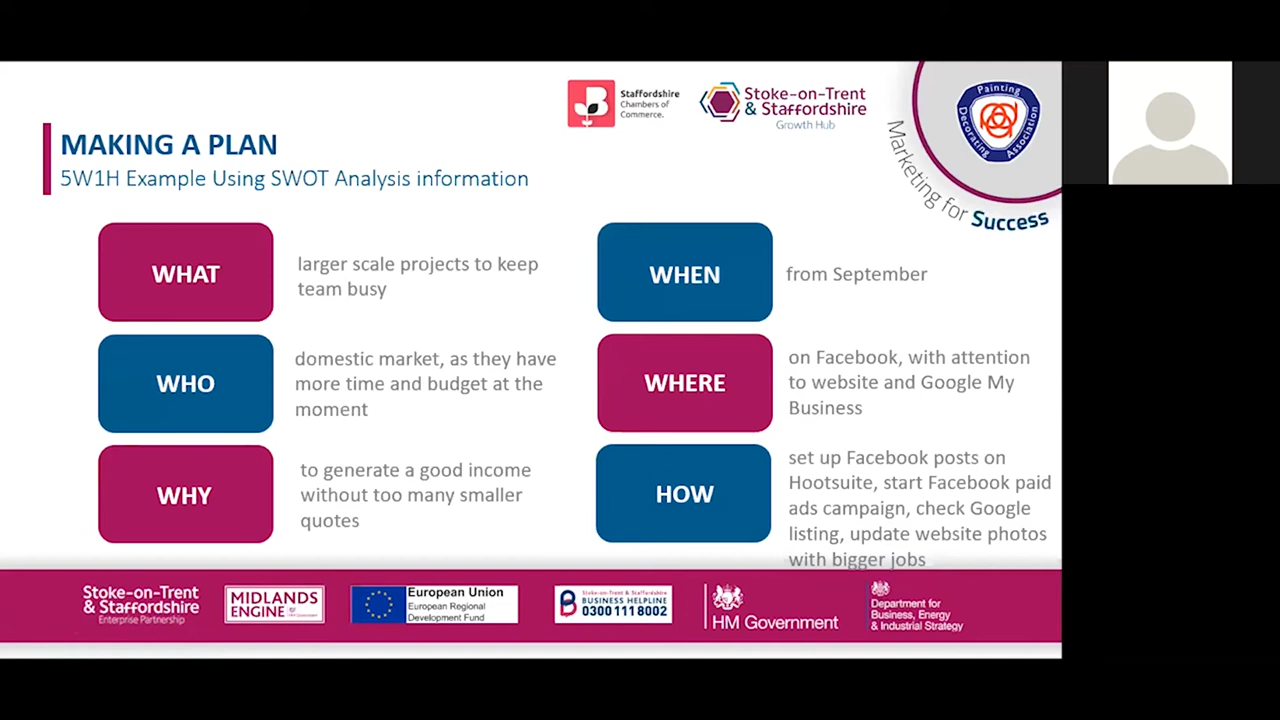 Staffordshire
Chambers of
Commerce.
Stoke-on-Trent
& Staffordshire
Growth Hub
Painting
Decorating Association
Marketing for Success
MAKING A PLAN
5W1H Example Using SWOT Analysis information
WHAT
larger scale projects to keep
team busy
WHO
domestic market, as they have
more time and budget at the
moment
WHY
to generate a good income
without too many smaller
quotes
WHEN
from September
WHERE
on Facebook, with attention
to website and Google My
Business
HOW
set up Facebook posts on
Hootsuite, start Facebook paid
ads campaign, check Google
listing, update website photos
with bigger jobs
Stoke-on-Trent
& Staffordshire
Enterprise Partnership
MIDLANDS
ENGINE
European Union
European Regional
Development Fund
Stoke-on-Trent & Staffordshire
BUSINESS HELPLINE
0300 111 8002
HM Government
Department for
Business, Energy
& Industrial Strategy